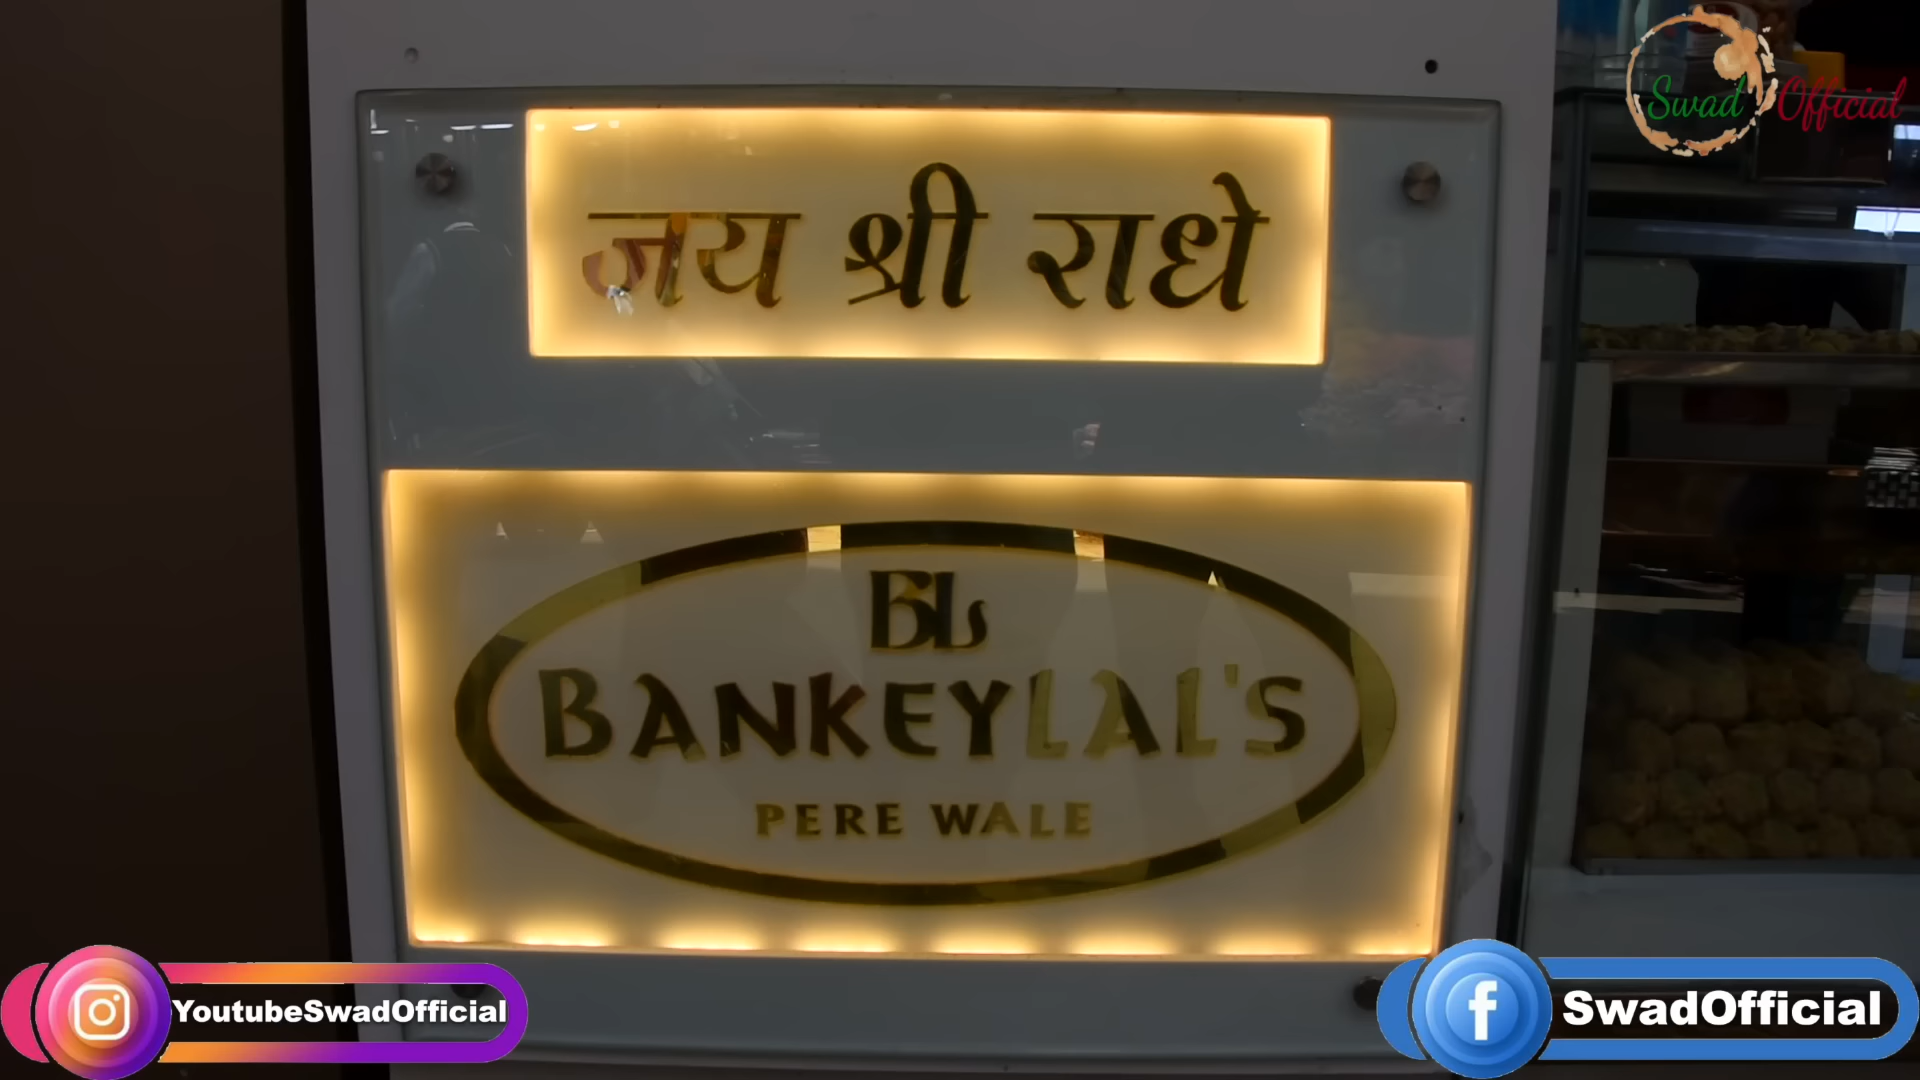 Swad Official
जय श्री राधे
BL
BANKEYLAL'S
PERE WALE
YoutubeSwadOfficial
SwadOfficial